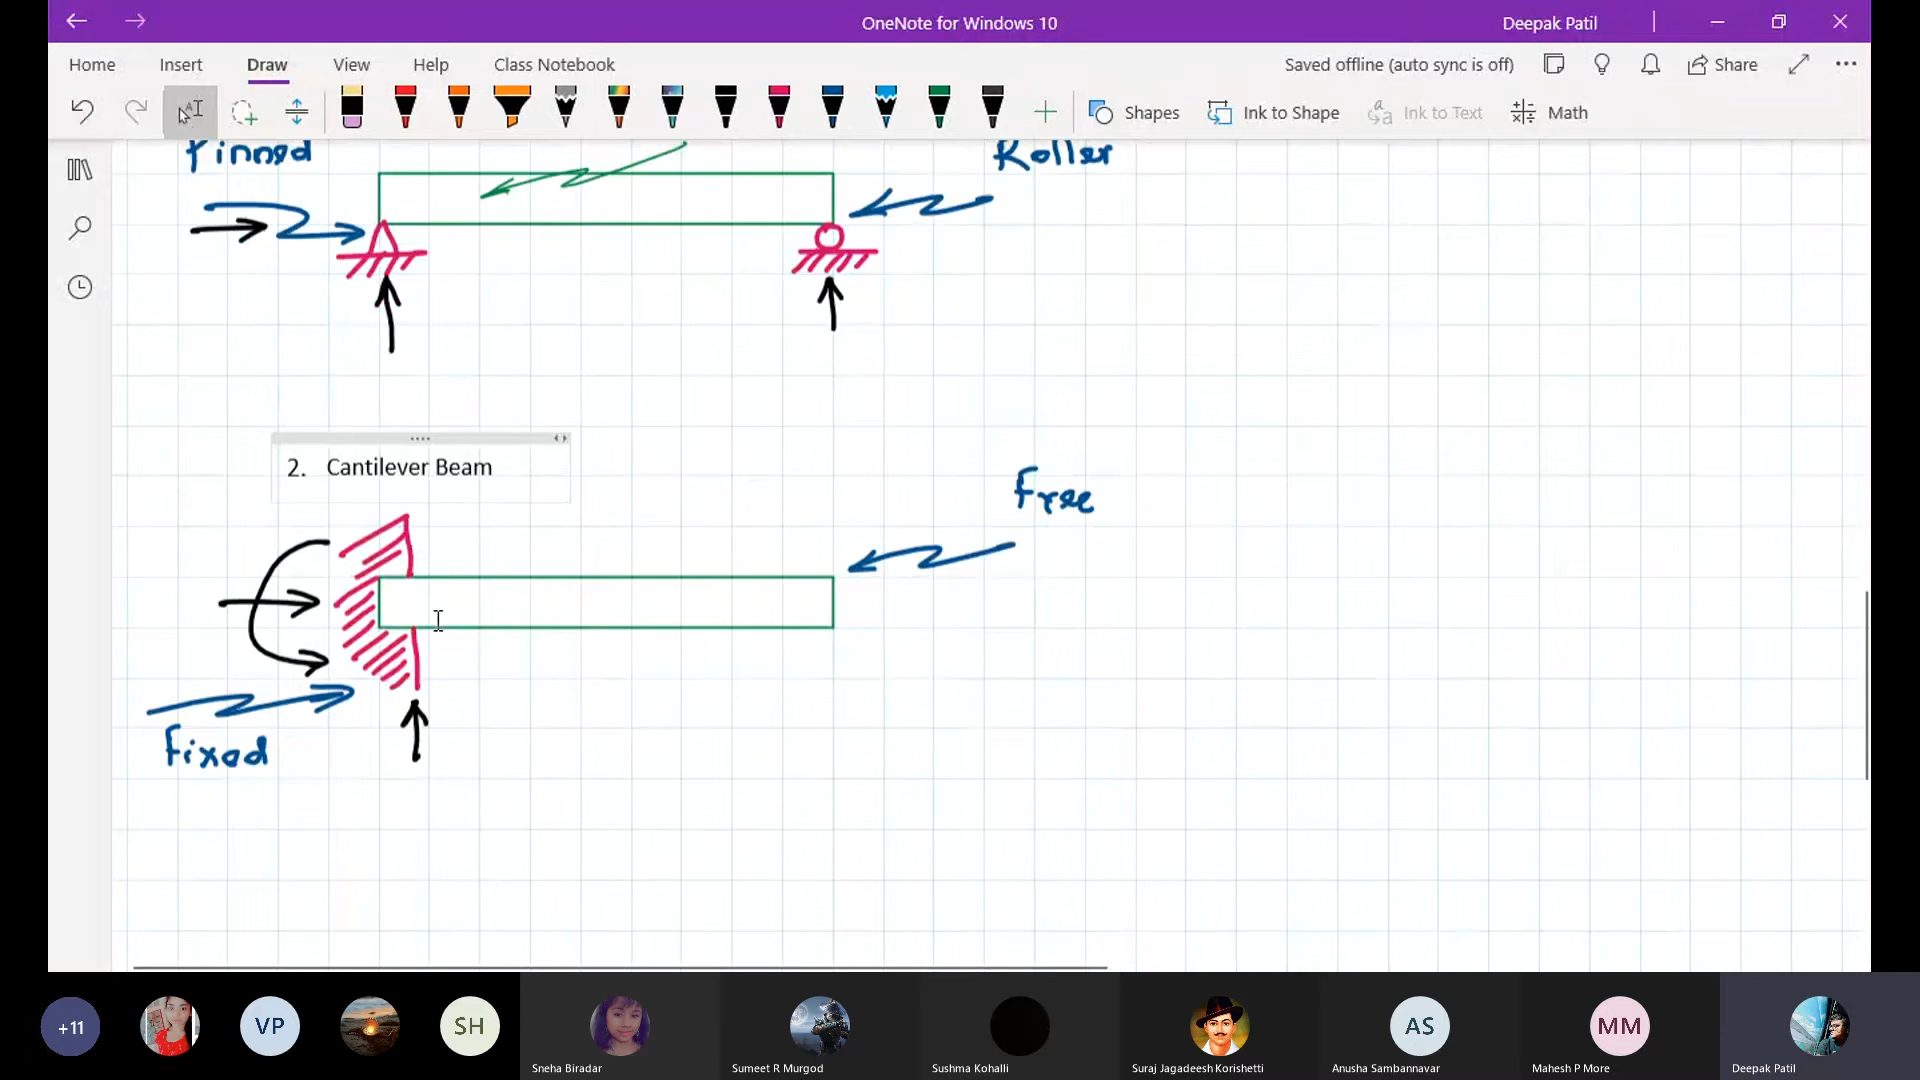 OneNote for Windows 10
Deepak Patil
Home Insert Draw View Help Class Notebook
Saved offline (auto sync is off)
Share
Shapes Ink to Shape Ink to Text Math
Pinned
Roller
2. Cantilever Beam
Free
Fixed
+11
VP
SH
AS
MM
Sneha Biradar
Sumeet R Murgod
Sushma Kohalli
Suraj Jagadeesh Korishetti
Anusha Sambannavar
Mahesh P More
Deepak Patil